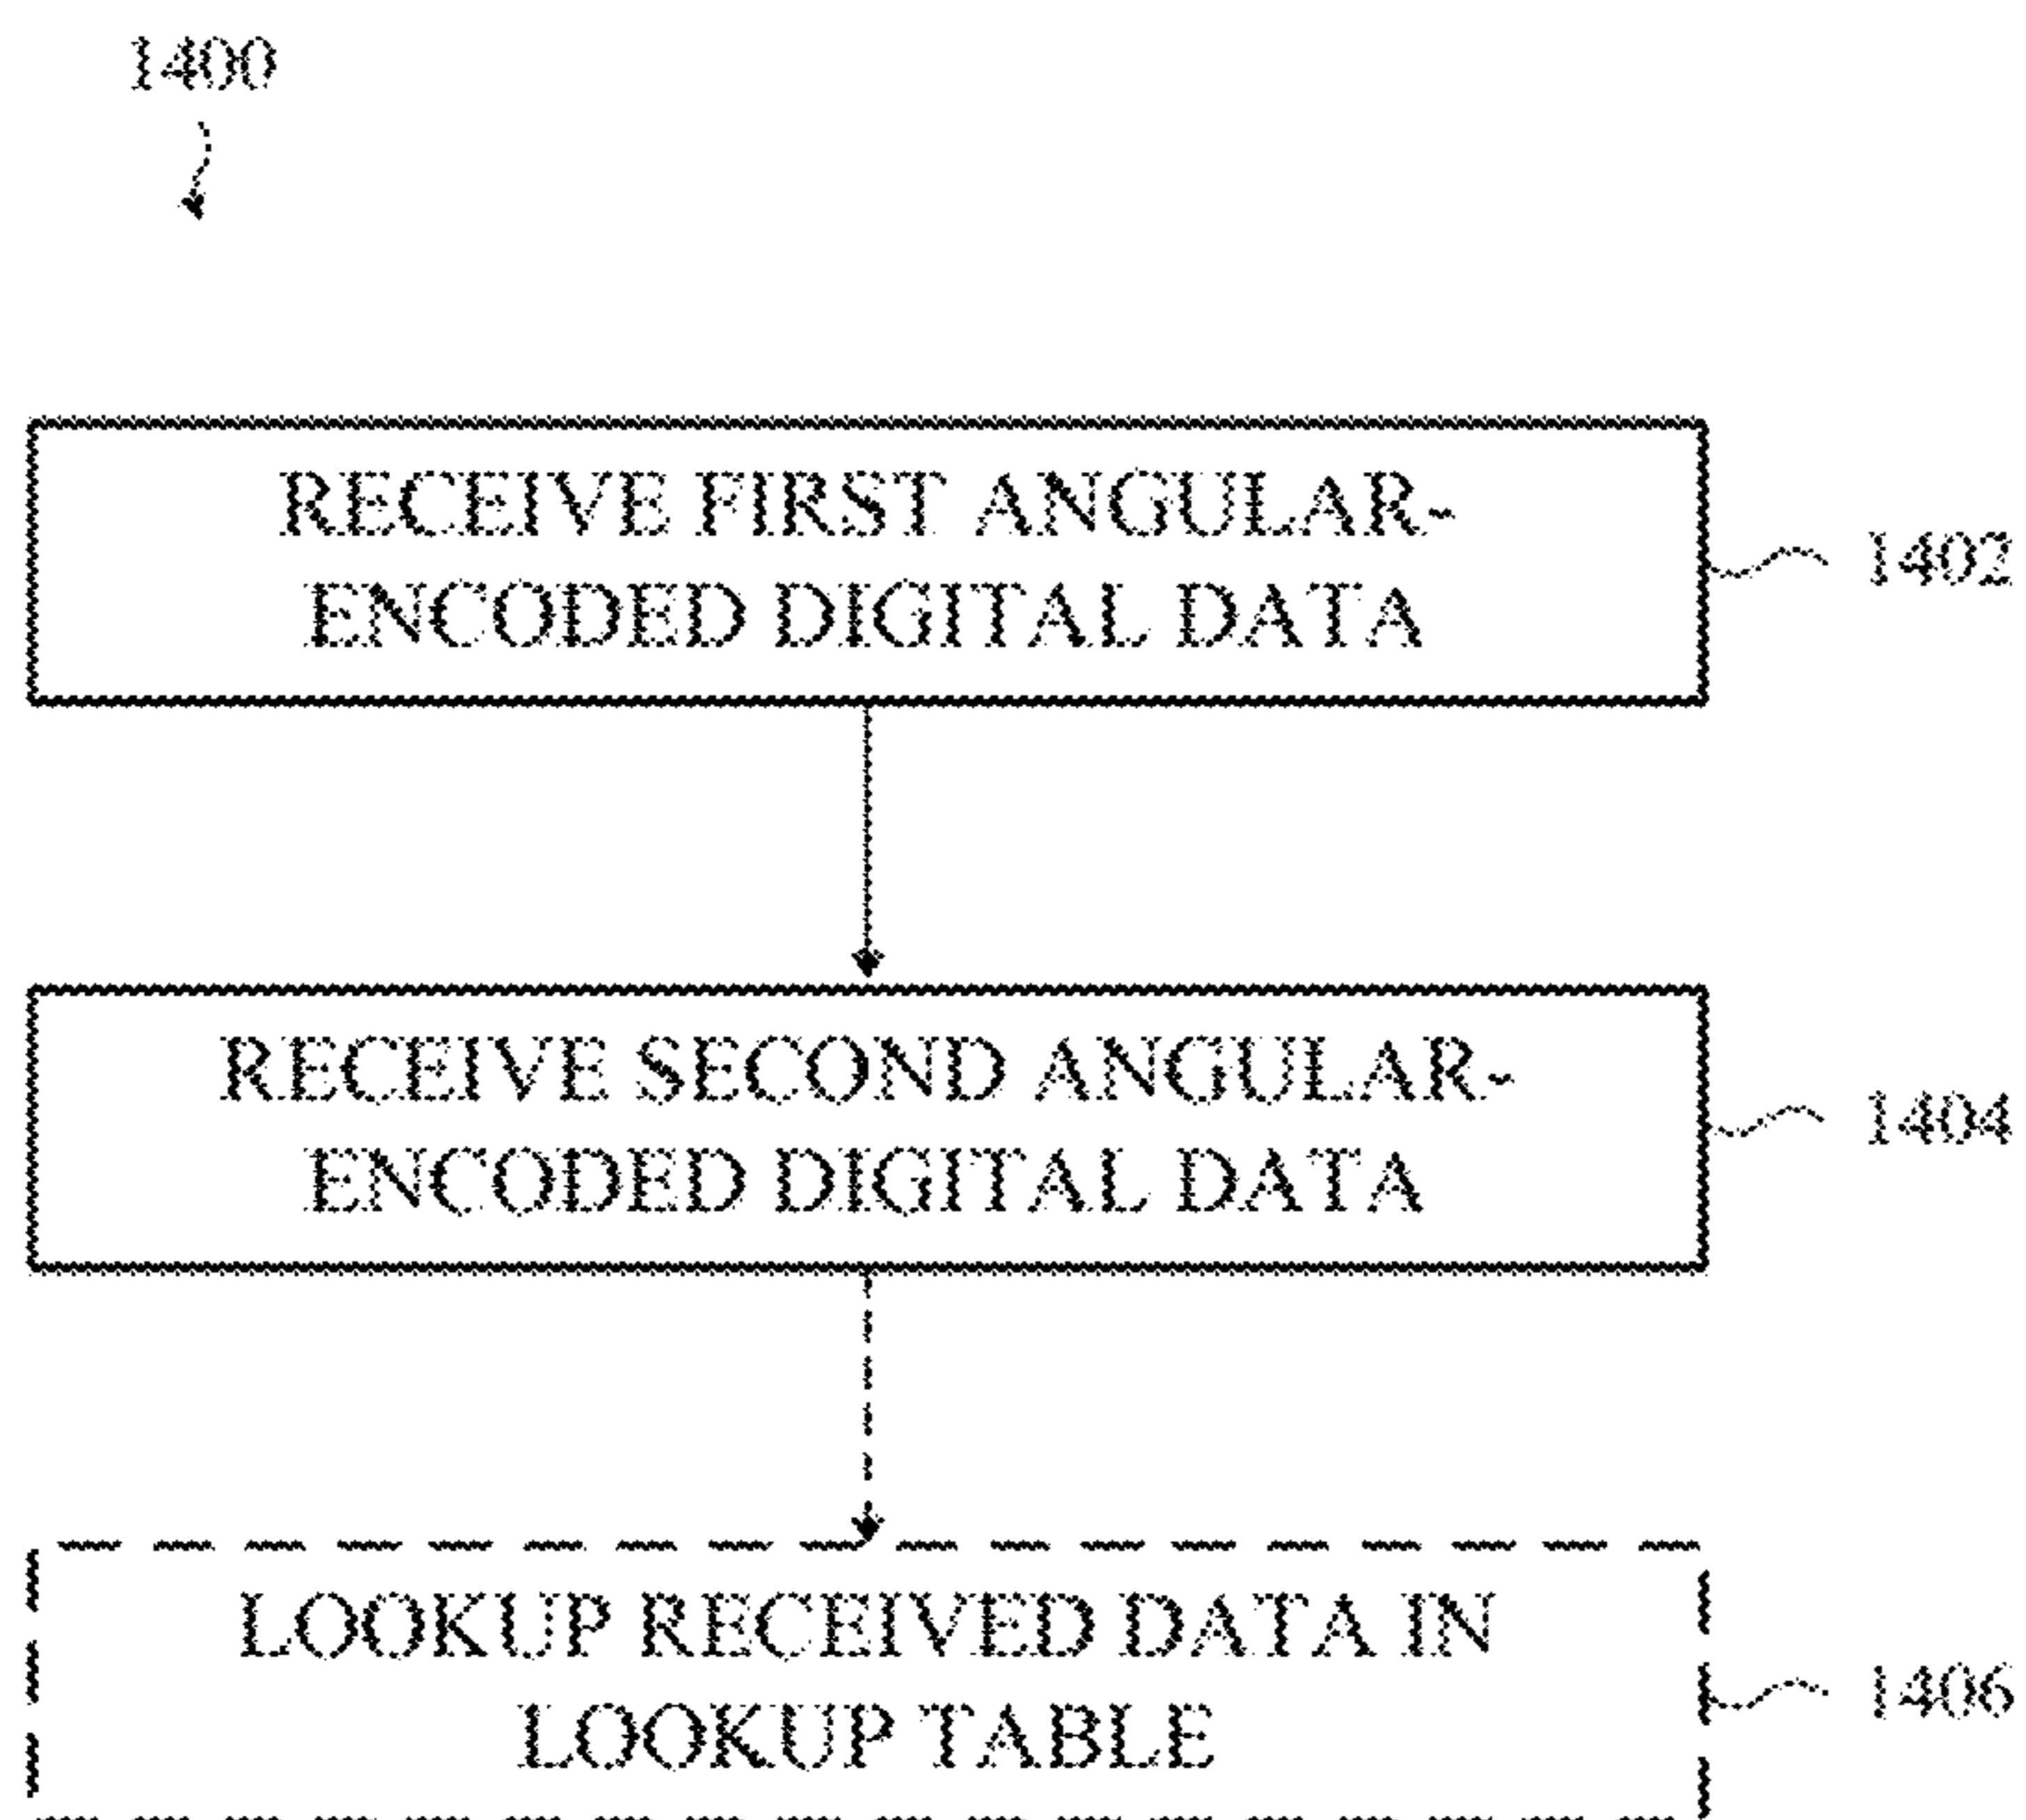 1400
RECEIVE FIRST ANGULAR-
ENCODED DIGITAL DATA
1402
RECEIVE SECOND ANGULAR-
ENCODED DIGITAL DATA
1404
LOOKUP RECEIVED DATA IN
LOOKUP TABLE
1406